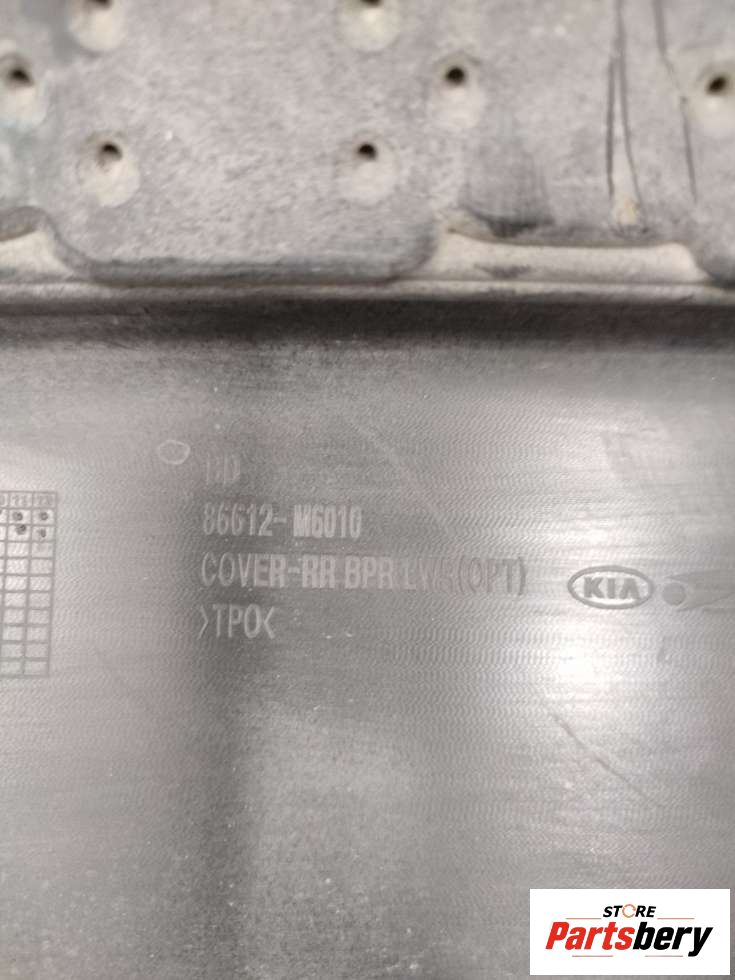 86612-M6010
COVER-RR BPR LWR(OPT)
>TPO<
KIA
STORE
Partsbery